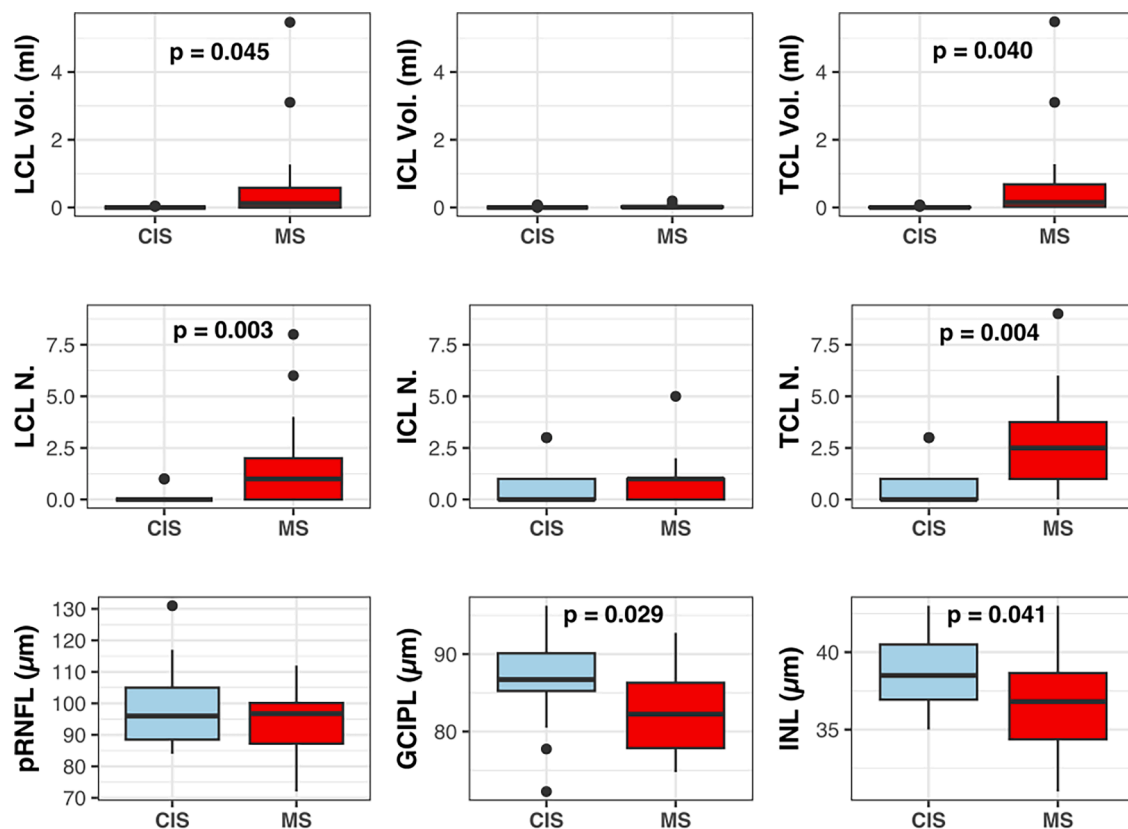 LCL Vol. (ml)
p = 0.045
4
2
0
CIS MS
ICL Vol. (ml)
4
2
0
CIS MS
TCL Vol. (ml)
p = 0.040
4
2
0
CIS MS
LCL N.
p = 0.003
7.5
5.0
2.5
0.0
CIS MS
ICL N.
7.5
5.0
2.5
0.0
CIS MS
TCL N.
p = 0.004
7.5
5.0
2.5
0.0
CIS MS
pRNFL (µm)
130
120
110
100
90
80
70
CIS MS
GCIPL (µm)
p = 0.029
90
80
CIS MS
INL (µm)
p = 0.041
40
35
CIS MS